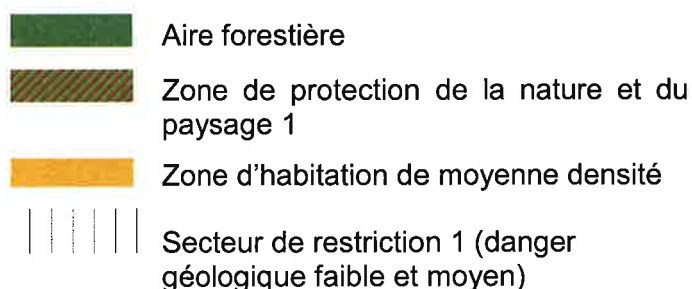 Aire forestière
Zone de protection de la nature et du
paysage 1
Zone d'habitation de moyenne densité
Secteur de restriction 1 (danger
géologique faible et moyen)